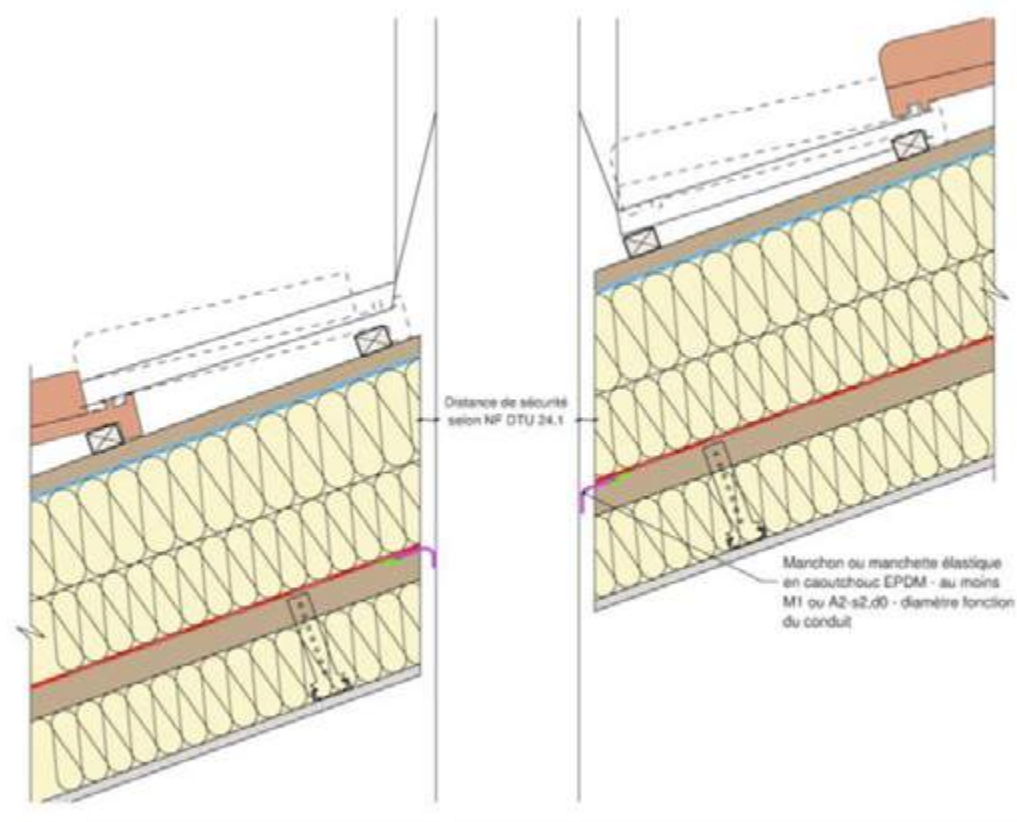 Distance de sécurité
selon NF DTU 24.1
Manchon ou manchette élastique
en caoutchouc EPDM - au moins
M1 ou A2-s2,d0 - diamètre fonction
du conduit